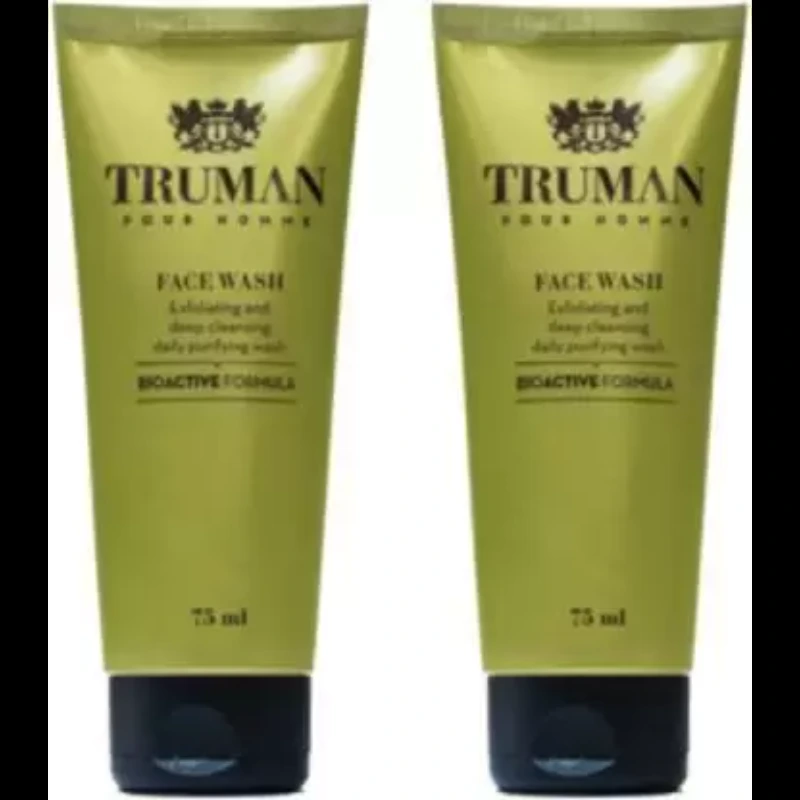 TRUMAN
POUR HOMME
FACE WASH
Exfoliating and
deep cleansing
daily purifying wash
BIOACTIVE FORMULA
75 ml
TRUMAN
POUR HOMME
FACE WASH
Exfoliating and
deep cleansing
daily purifying wash
BIOACTIVE FORMULA
75 ml